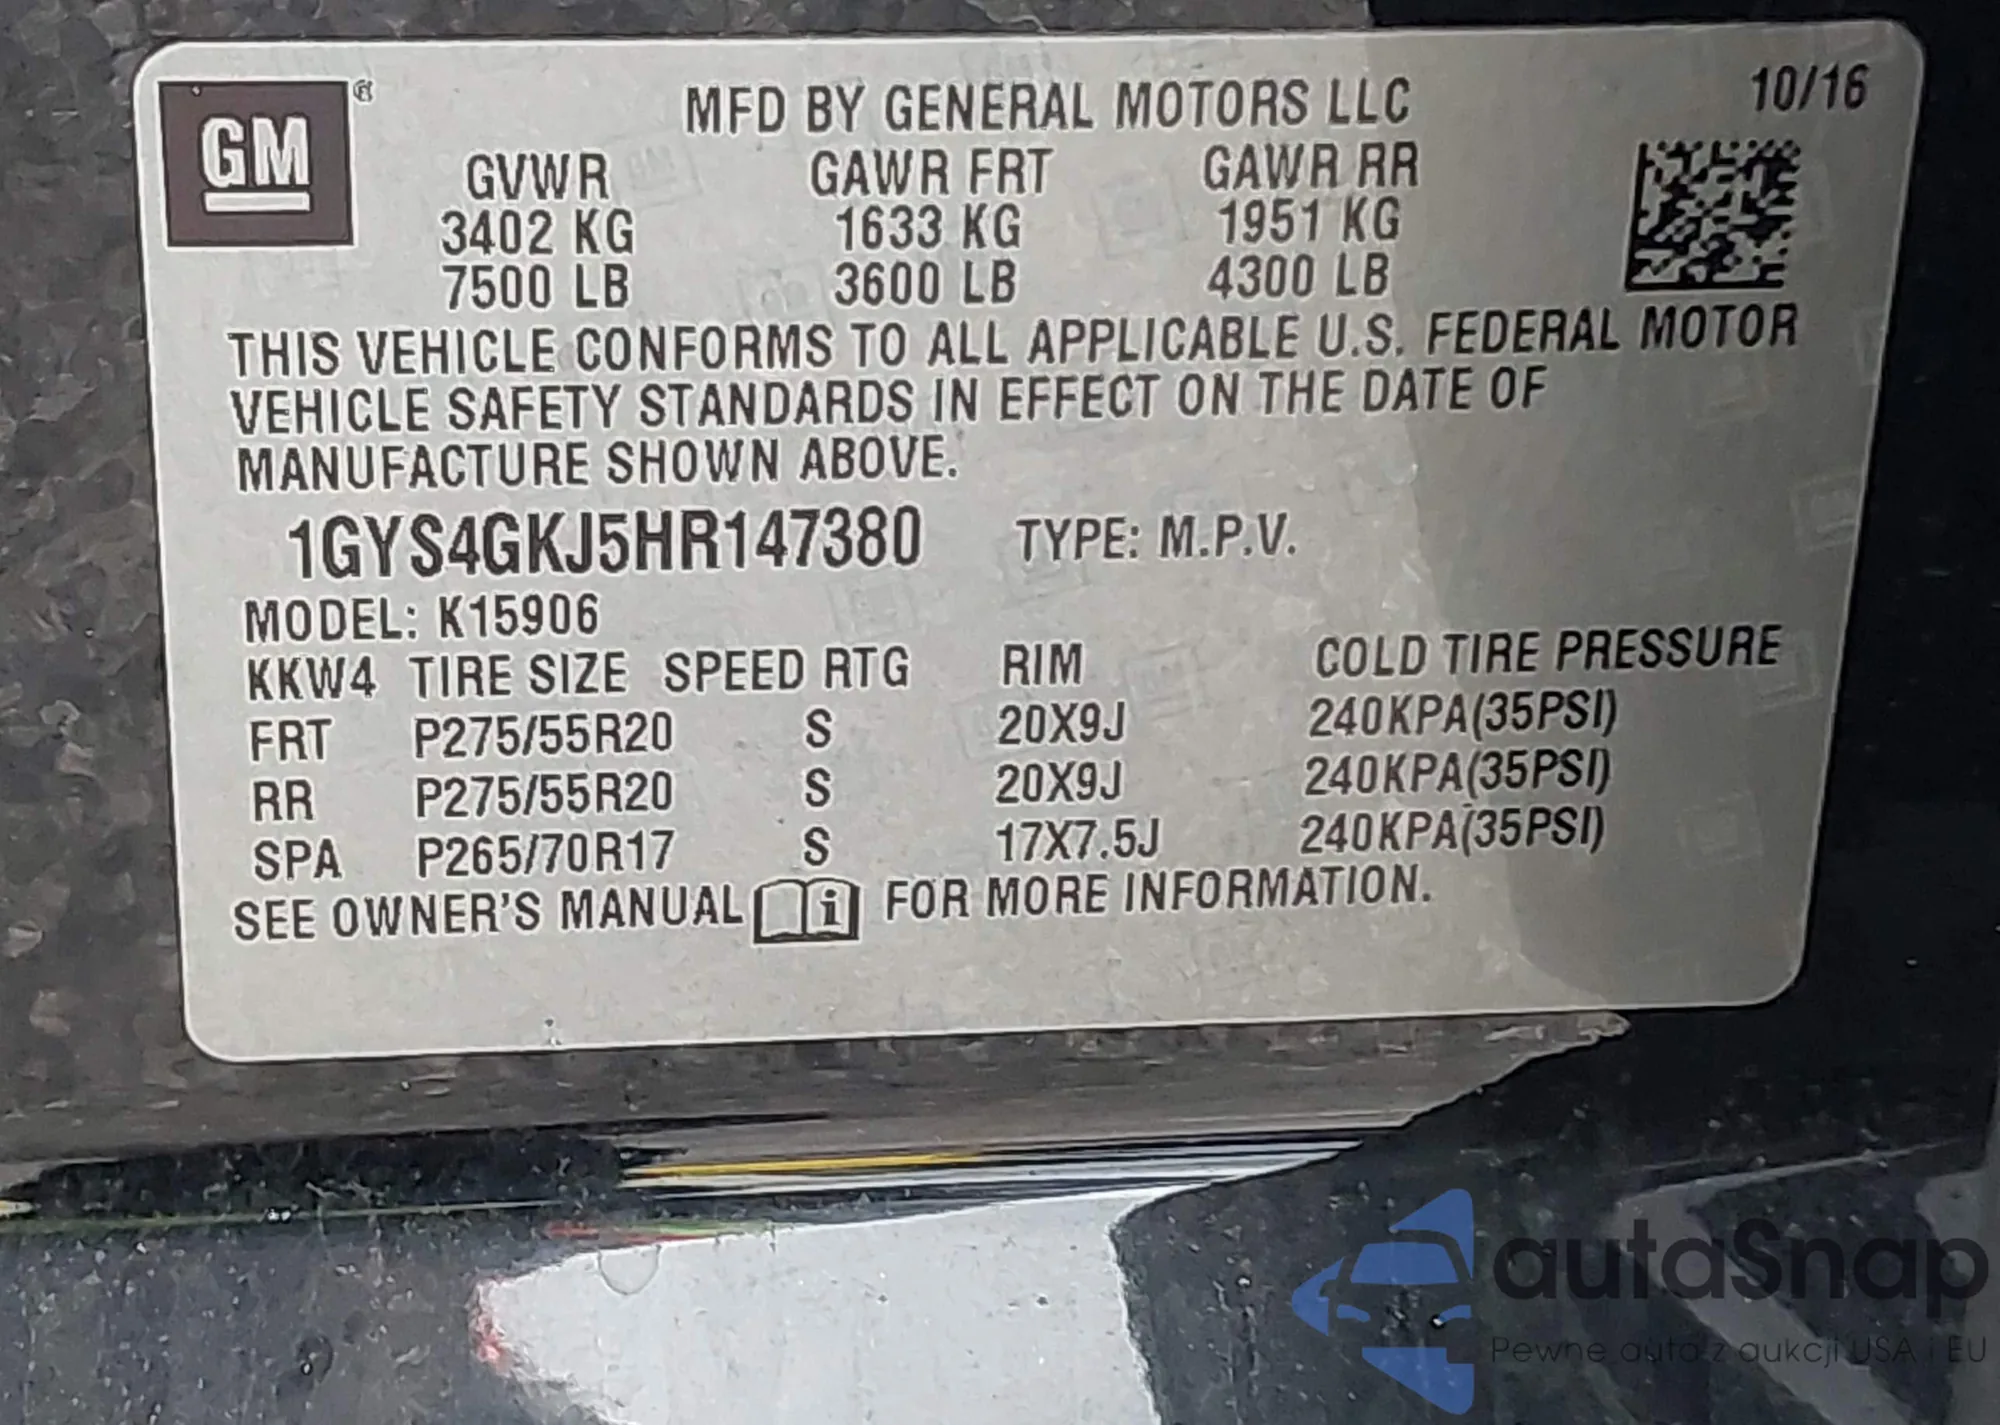 GM®
MFD BY GENERAL MOTORS LLC 10/16
GVWR GAWR FRT GAWR RR
3402 KG 1633 KG 1951 KG
7500 LB 3600 LB 4300 LB
THIS VEHICLE CONFORMS TO ALL APPLICABLE U.S. FEDERAL MOTOR
VEHICLE SAFETY STANDARDS IN EFFECT ON THE DATE OF
MANUFACTURE SHOWN ABOVE.
1GYS4GKJ5HR147380 TYPE: M.P.V.
MODEL: K15906
KKW4 TIRE SIZE SPEED RTG RIM COLD TIRE PRESSURE
FRT P275/55R20 S 20X9J 240KPA(35PSI)
RR P275/55R20 S 20X9J 240KPA(35PSI)
SPA P265/70R17 S 17X7.5J 240KPA(35PSI)
SEE OWNER'S MANUAL i FOR MORE INFORMATION.
autaSnap
Pewne auta z aukcji USA i EU